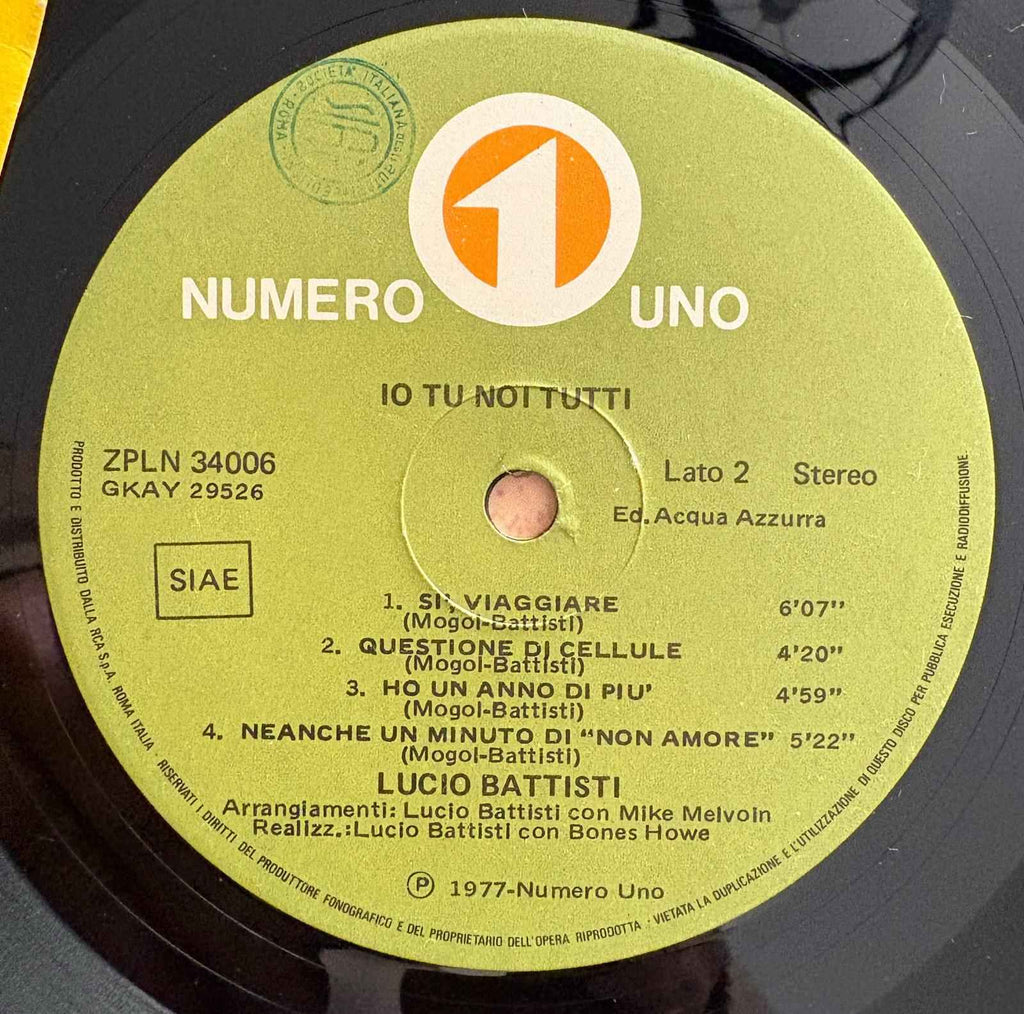 SOCIETA' ITALIANA DEGLI
ROMA
1
NUMERO UNO
IO TU NOI TUTTI
ZPLN 34006
GKAY 29526
Lato 2 Stereo
Ed. Acqua Azzurra
SIAE
1. SI', VIAGGIARE 6'07"
(Mogol-Battisti)
2. QUESTIONE DI CELLULE 4'20"
(Mogol-Battisti)
3. HO UN ANNO DI PIU' 4'59"
(Mogol-Battisti)
4. NEANCHE UN MINUTO DI "NON AMORE" 5'22"
(Mogol-Battisti)
LUCIO BATTISTI
Arrangiamenti: Lucio Battisti con Mike Melvoin
Realizz.:Lucio Battisti con Bones Howe
℗ 1977-Numero Uno
PRODOTTO E DISTRIBUITO DALLA RCA S.p.A. ROMA ITALIA · RISERVATI I DIRITTI DEL PRODUTTORE FONOGRAFICO E DEL PROPRIETARIO DELL'OPERA RIPRODOTTA · VIETATA LA DUPLICAZIONE E L'UTILIZZAZIONE DI QUESTO DISCO PER PUBBLICA ESECUZIONE E RADIODIFFUSIONE